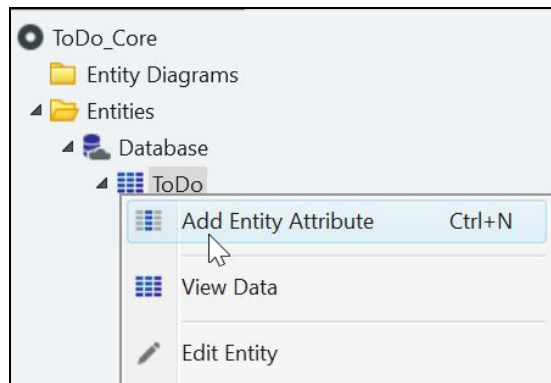 ToDo_Core
Entity Diagrams
Entities
Database
ToDo
Add Entity Attribute Ctrl+N
View Data
Edit Entity